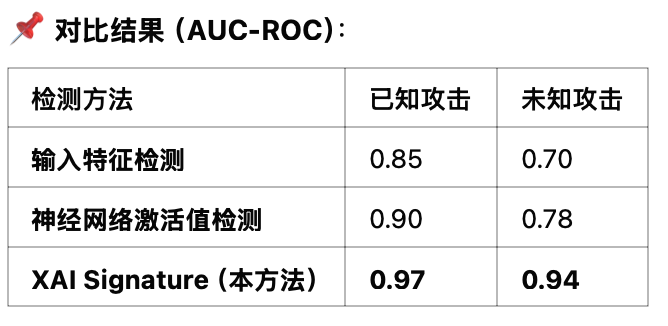 📌 对比结果（AUC-ROC）：
检测方法 已知攻击 未知攻击
输入特征检测 0.85 0.70
神经网络激活值检测 0.90 0.78
XAI Signature（本方法） 0.97 0.94